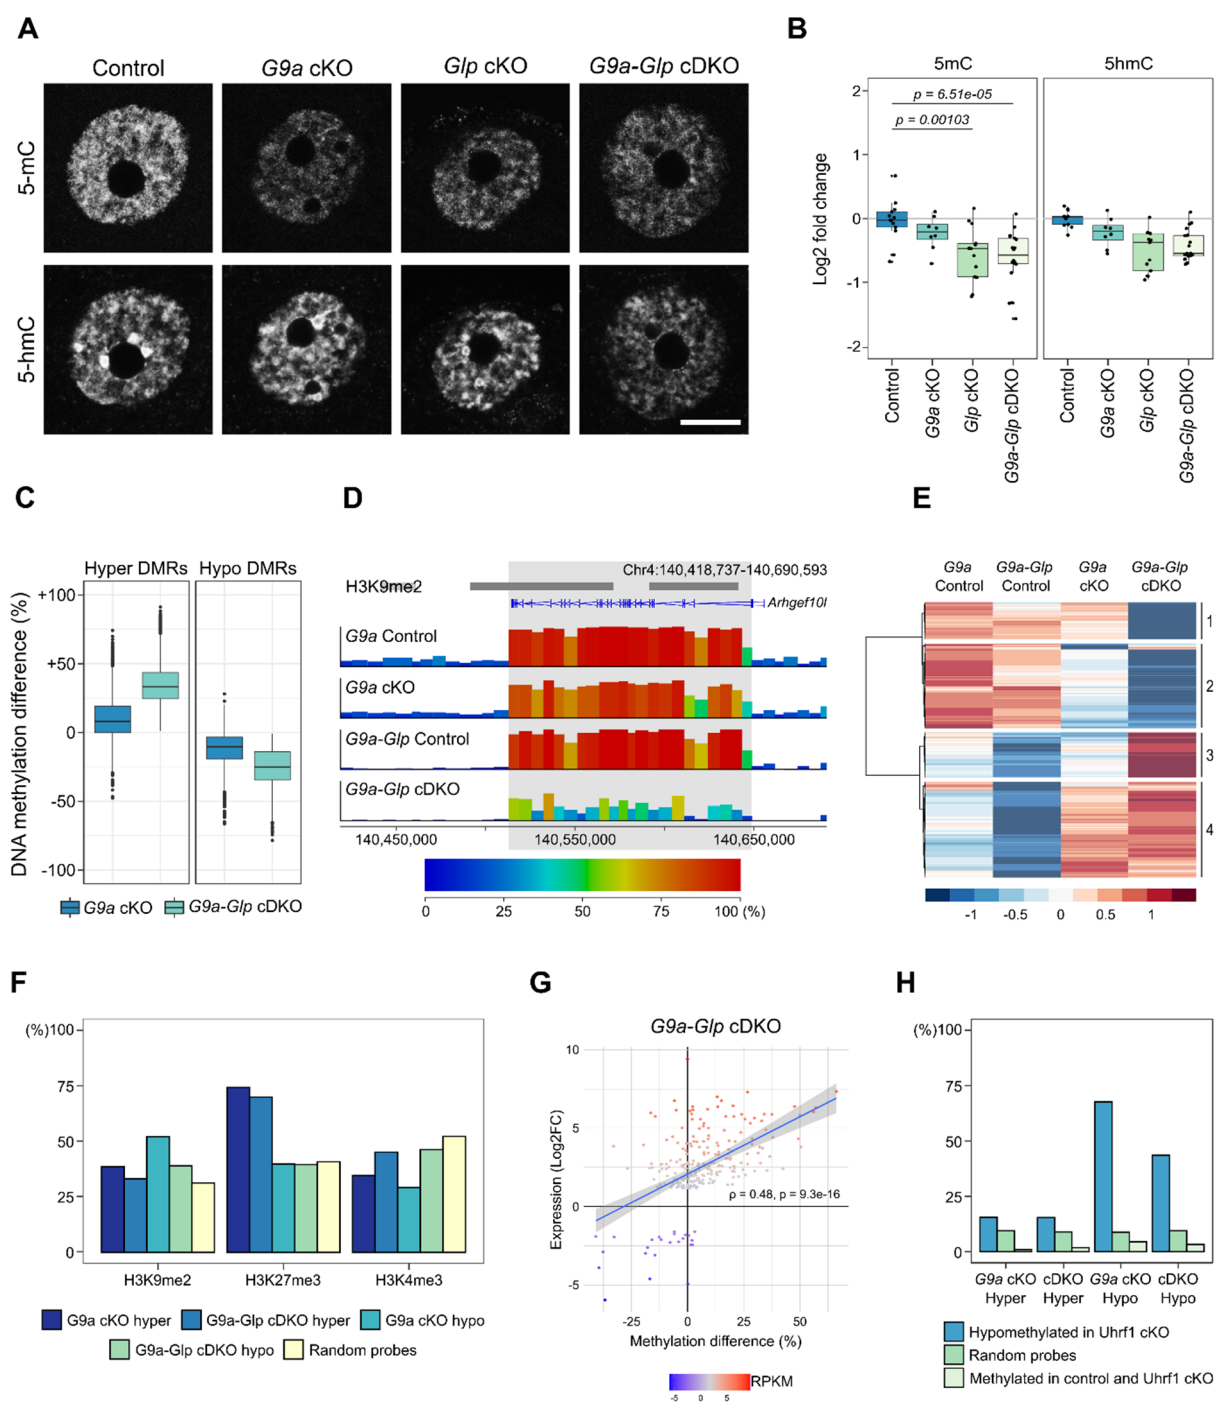 A
Control
G9a cKO
Glp cKO
G9a-Glp cDKO
5-mC
5-hmC
B
5mC
5hmC
p = 6.51e-05
p = 0.00103
Log2 fold change
2
1
0
-1
-2
Control
G9a cKO
Glp cKO
G9a-Glp cDKO
Control
G9a cKO
Glp cKO
G9a-Glp cDKO
C
Hyper DMRs
Hypo DMRs
DNA methylation difference (%)
+100
+50
0
-50
-100
G9a cKO
G9a-Glp cDKO
D
Chr4:140,418,737-140,690,593
H3K9me2
Arhgef10l
G9a Control
G9a cKO
G9a-Glp Control
G9a-Glp cDKO
140,450,000
140,550,000
140,650,000
0
25
50
75
100 (%)
E
G9a Control
G9a-Glp Control
G9a cKO
G9a-Glp cDKO
1
2
3
4
-1
-0.5
0
0.5
1
F
(%)100
75
50
25
0
H3K9me2
H3K27me3
H3K4me3
G9a cKO hyper
G9a-Glp cDKO hyper
G9a cKO hypo
G9a-Glp cDKO hypo
Random probes
G
G9a-Glp cDKO
Expression (Log2FC)
10
5
0
-5
ρ = 0.48, p = 9.3e-16
-25
0
25
50
Methylation difference (%)
RPKM
-5
0
5
H
(%)100
75
50
25
0
G9a cKO Hyper
cDKO Hyper
G9a cKO Hypo
cDKO Hypo
Hypomethylated in Uhrf1 cKO
Random probes
Methylated in control and Uhrf1 cKO